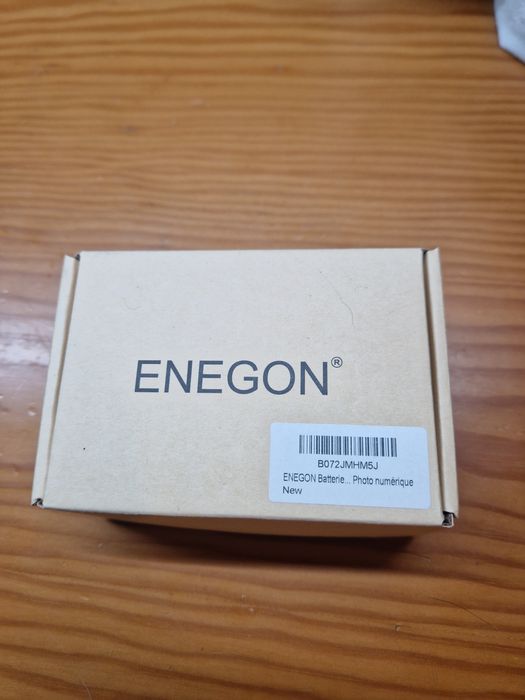 ENEGON®
B072JMHM5J
ENEGON Batterie... Photo numérique
New